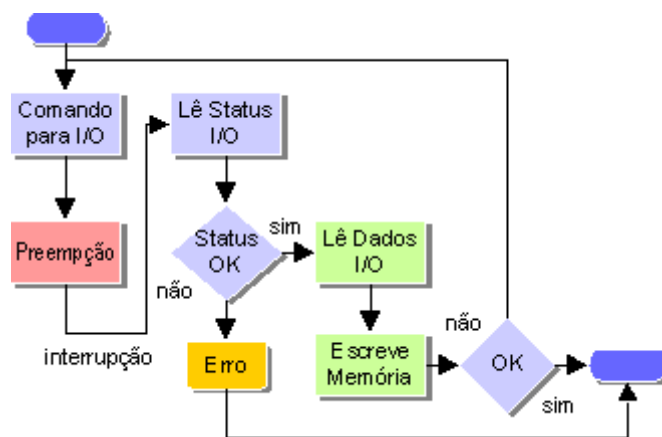 Comando
para I/O
Lê Status
I/O
Preempção
interrupção
Status
OK
sim
não
Erro
Lê Dados
I/O
Escreve
Memória
não
OK
sim